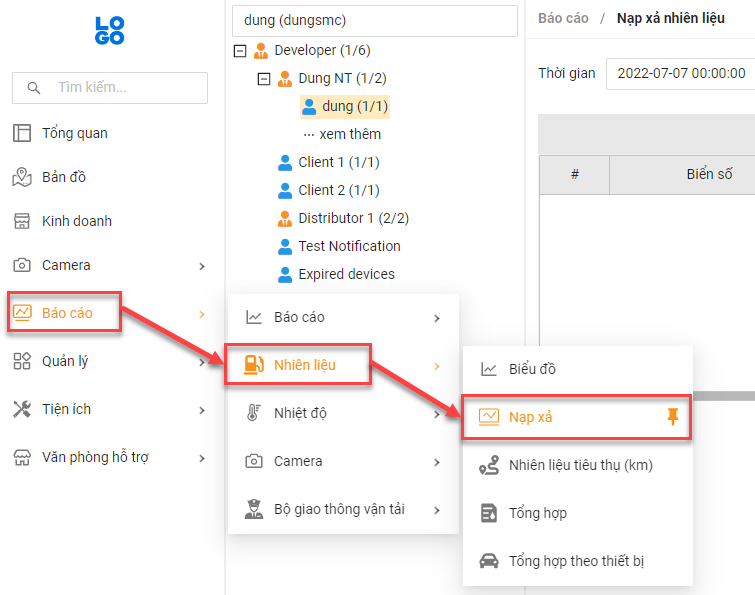 LO
GO
Tìm kiếm...
Tổng quan
Bản đồ
Kinh doanh
Camera
Báo cáo
Quản lý
Tiện ích
Văn phòng hỗ trợ
dung (dungsmc)
Developer (1/6)
Dung NT (1/2)
dung (1/1)
··· xem thêm
Client 1 (1/1)
Client 2 (1/1)
Distributor 1 (2/2)
Test Notification
Expired devices
Báo cáo
Nhiên liệu
Nhiệt độ
Camera
Bộ giao thông vận tải
Biểu đồ
Nạp xả
Nhiên liệu tiêu thụ (km)
Tổng hợp
Tổng hợp theo thiết bị
Báo cáo / Nạp xả nhiên liệu
Thời gian 2022-07-07 00:00:00
# Biển số